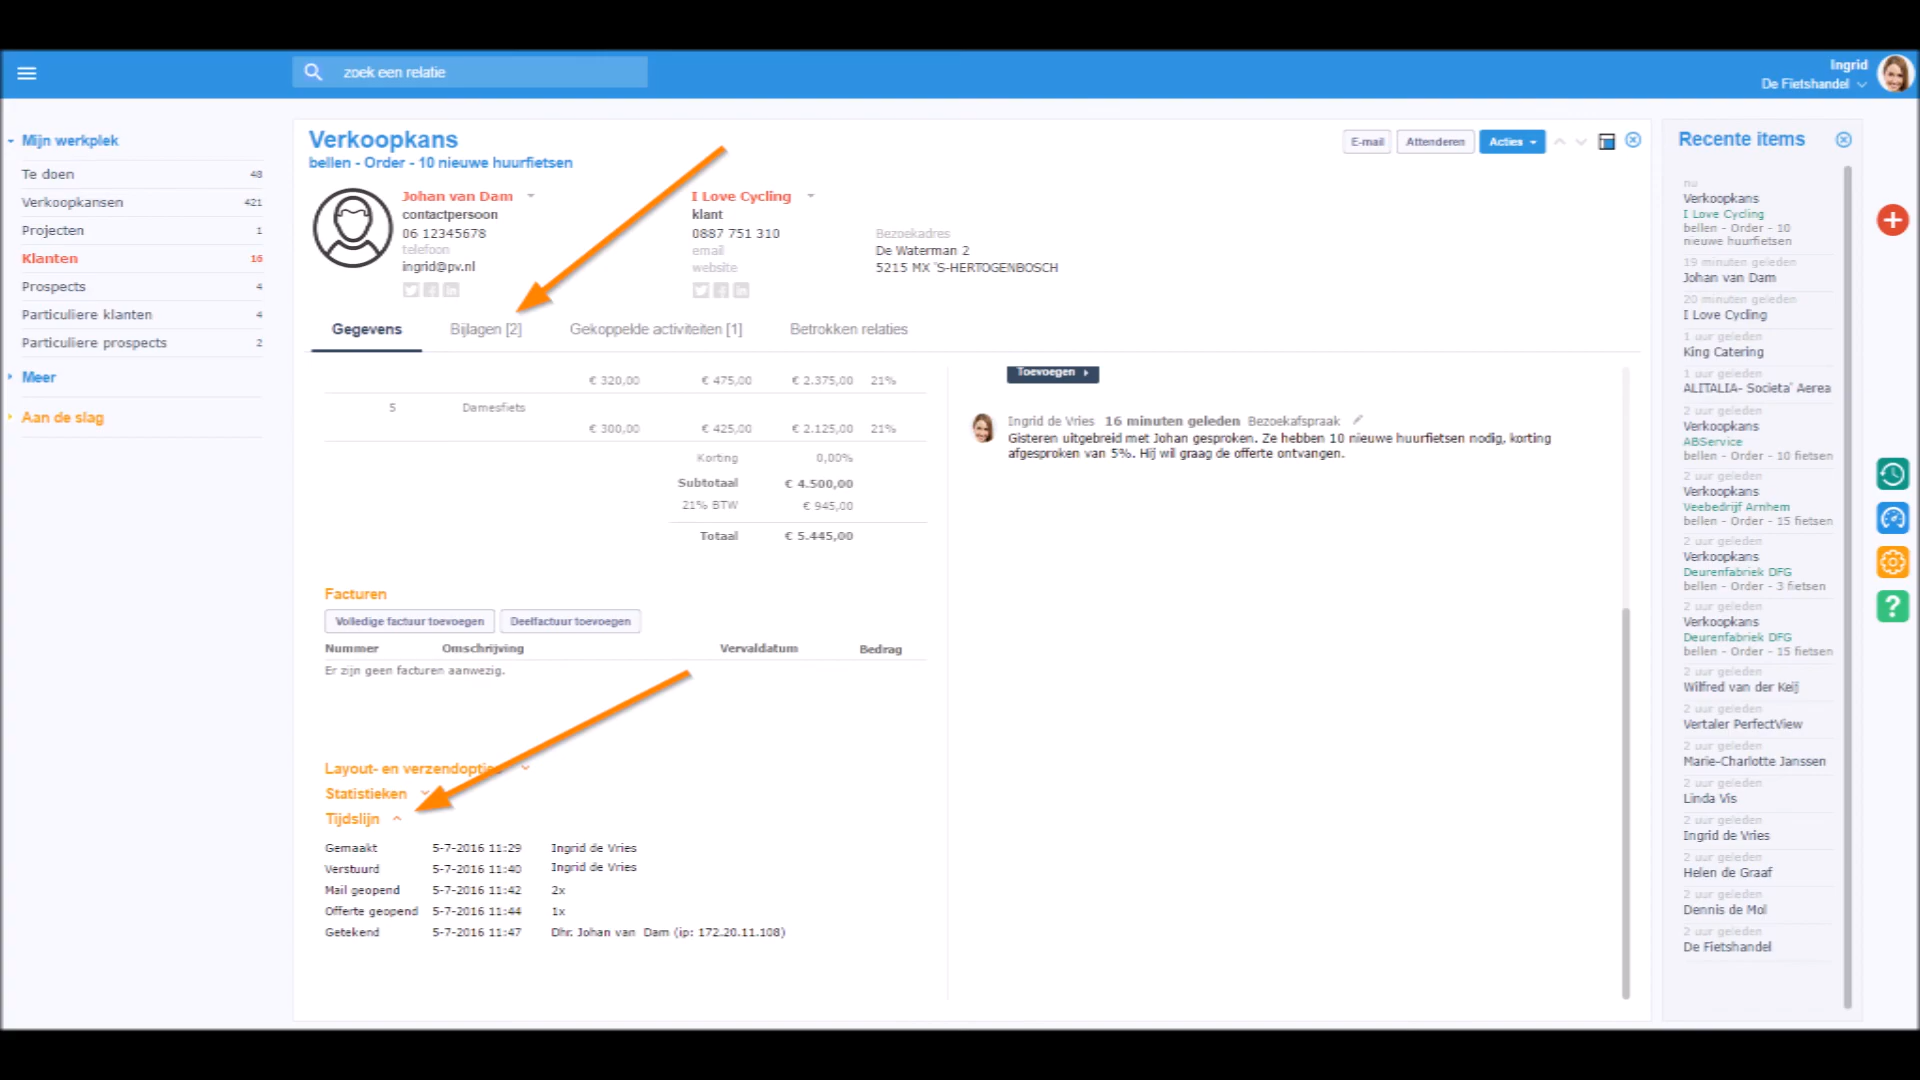 zoek een relatie
Ingrid
De Fietshandel
Mijn werkplek
Te doen 48
Verkoopkansen 421
Projecten 1
Klanten 16
Prospects 4
Particuliere klanten 4
Particuliere prospects 2
Meer
Aan de slag
Verkoopkans
bellen - Order - 10 nieuwe huurfietsen
E-mail Attenderen Acties
Johan van Dam
contactpersoon
06 12345678
telefoon
ingrid@pv.nl
I Love Cycling
klant
0887 751 310
email
website
Bezoekadres
De Waterman 2
5215 MX 'S-HERTOGENBOSCH
Gegevens Bijlagen [2] Gekoppelde activiteiten [1] Betrokken relaties
€ 320,00 € 475,00 € 2.375,00 21%
5 Damesfiets
€ 300,00 € 425,00 € 2.125,00 21%
Korting 0,00%
Subtotaal € 4.500,00
21% BTW € 945,00
Totaal € 5.445,00
Facturen
Volledige factuur toevoegen Deelfactuur toevoegen
Nummer Omschrijving Vervaldatum Bedrag
Er zijn geen facturen aanwezig.
Layout- en verzendopti
Statistieken
Tijdslijn
Gemaakt 5-7-2016 11:29 Ingrid de Vries
Verstuurd 5-7-2016 11:40 Ingrid de Vries
Mail geopend 5-7-2016 11:42 2x
Offerte geopend 5-7-2016 11:44 1x
Getekend 5-7-2016 11:47 Dhr. Johan van Dam (ip: 172.20.11.108)
Toevoegen
Ingrid de Vries 16 minuten geleden Bezoekafspraak
Gisteren uitgebreid met Johan gesproken. Ze hebben 10 nieuwe huurfietsen nodig, korting
afgesproken van 5%. Hij wil graag de offerte ontvangen.
Recente items
nu
Verkoopkans
I Love Cycling
bellen - Order - 10
nieuwe huurfietsen
19 minuten geleden
Johan van Dam
20 minuten geleden
I Love Cycling
1 uur geleden
King Catering
1 uur geleden
ALITALIA- Societa' Aerea
2 uur geleden
Verkoopkans
ABService
bellen - Order - 10 fietsen
2 uur geleden
Verkoopkans
Veebedrijf Arnhem
bellen - Order - 15 fietsen
2 uur geleden
Verkoopkans
Deurenfabriek DFG
bellen - Order - 3 fietsen
2 uur geleden
Verkoopkans
Deurenfabriek DFG
bellen - Order - 15 fietsen
2 uur geleden
Wilfred van der Keij
2 uur geleden
Vertaler PerfectView
2 uur geleden
Marie-Charlotte Janssen
2 uur geleden
Linda Vis
2 uur geleden
Ingrid de Vries
2 uur geleden
Helen de Graaf
2 uur geleden
Dennis de Mol
2 uur geleden
De Fietshandel